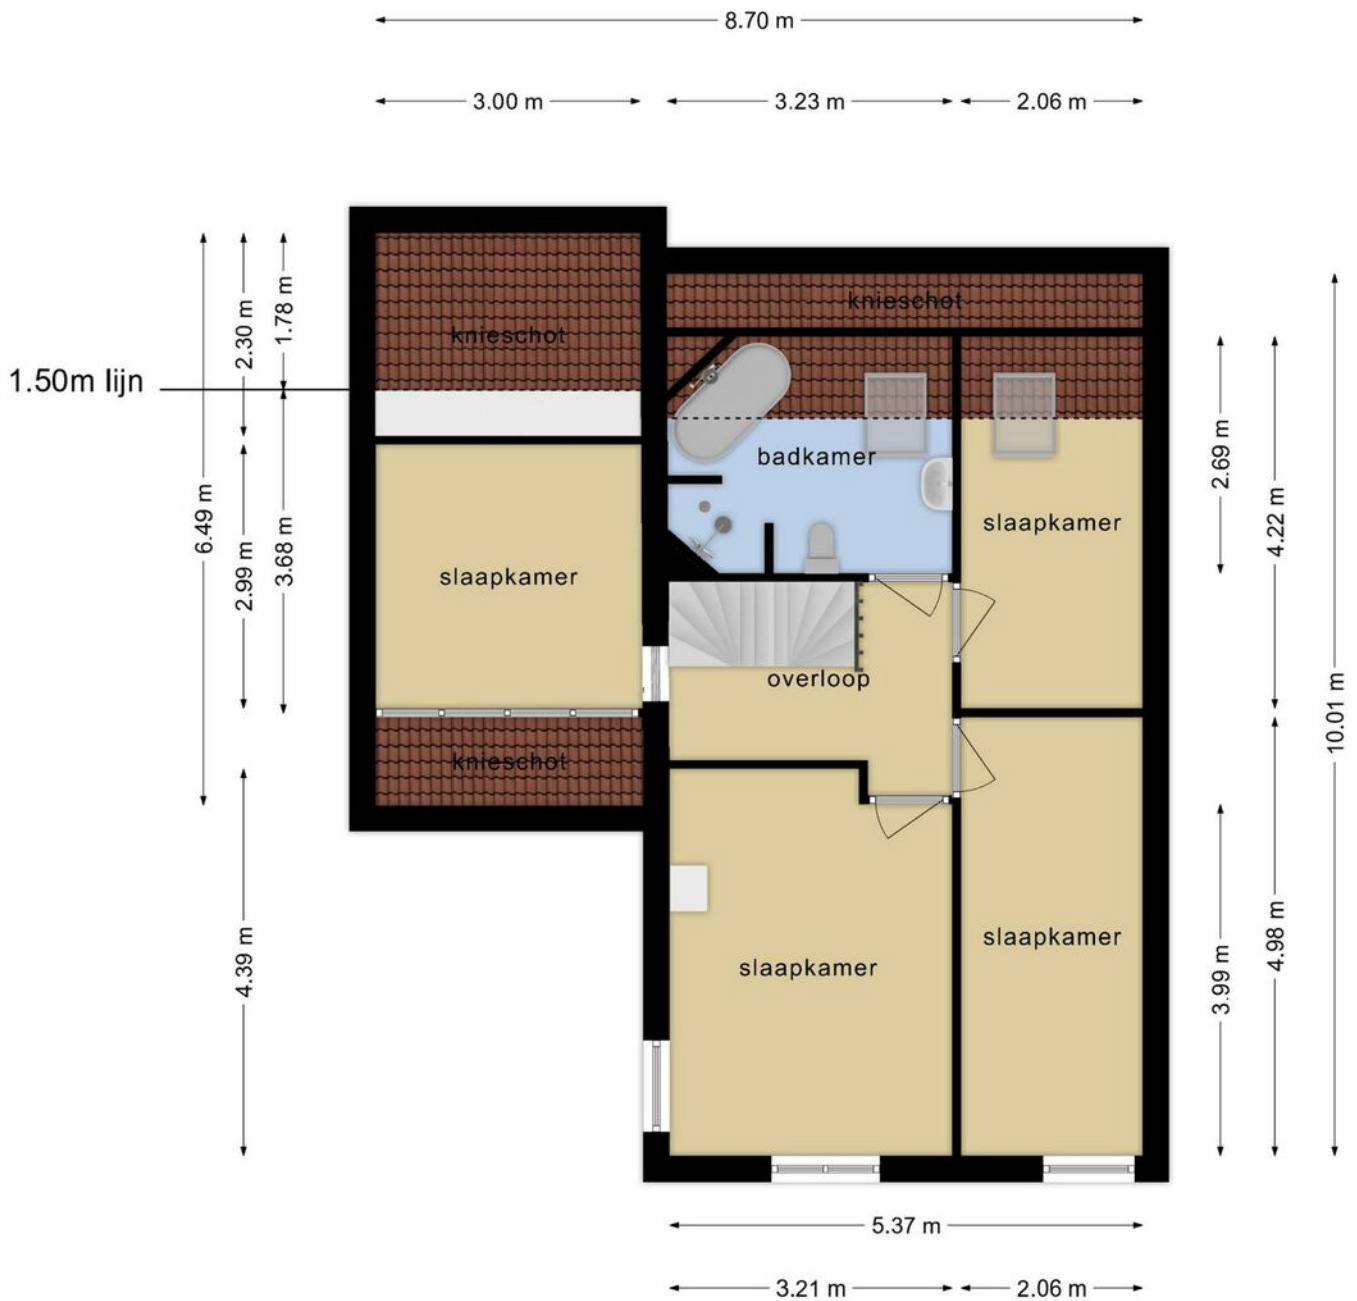 8.70 m
3.00 m
3.23 m
2.06 m
knieschot
knieschot
1.50m lijn
badkamer
slaapkamer
slaapkamer
overloop
knieschot
slaapkamer
slaapkamer
6.49 m
2.30 m
1.78 m
2.99 m
3.68 m
4.39 m
2.69 m
4.22 m
10.01 m
3.99 m
4.98 m
5.37 m
3.21 m
2.06 m